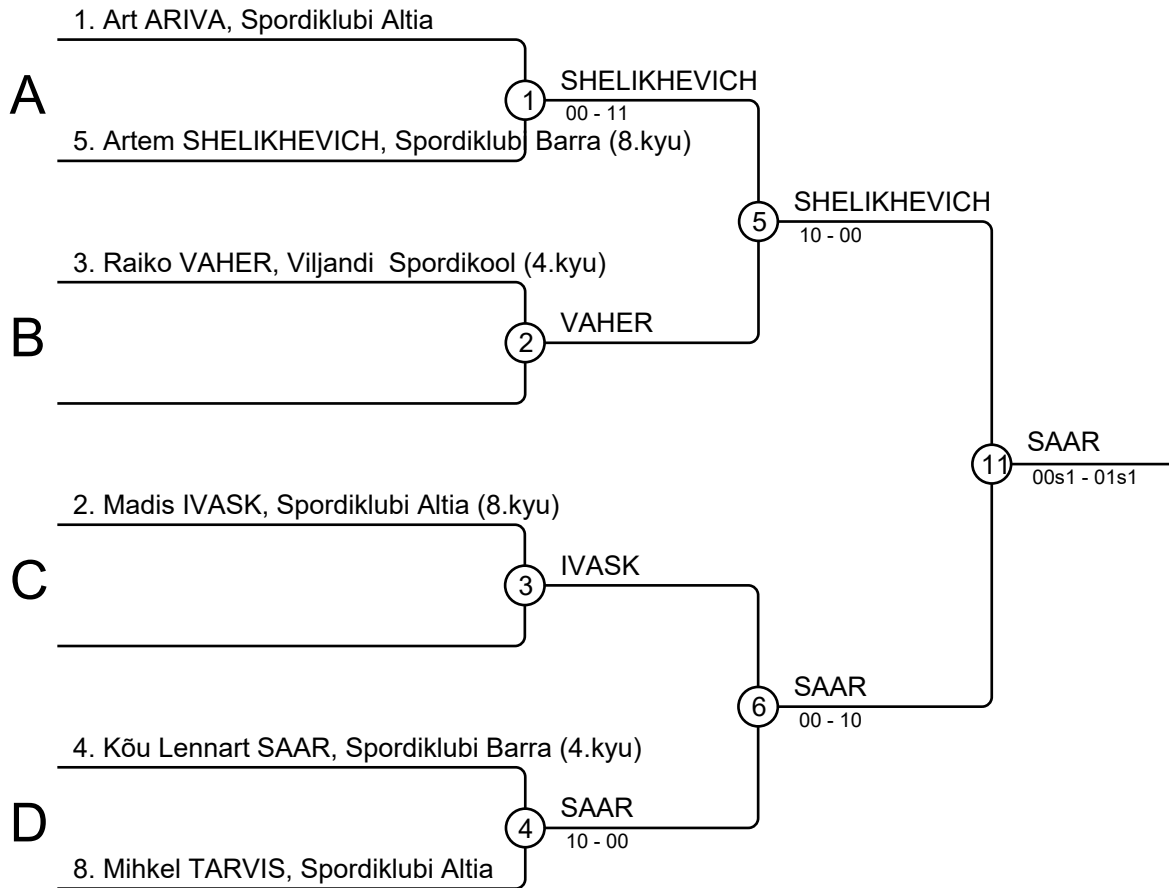 1. Art ARIVA, Spordiklubi Altia
A
1
SHELIKHEVICH
00 - 11
5. Artem SHELIKHEVICH, Spordiklubi Barra (8.kyu)
5
SHELIKHEVICH
10 - 00
3. Raiko VAHER, Viljandi  Spordikool (4.kyu)
B
2
VAHER
11
SAAR
00s1 - 01s1
2. Madis IVASK, Spordiklubi Altia (8.kyu)
C
3
IVASK
6
SAAR
00 - 10
4. Kõu Lennart SAAR, Spordiklubi Barra (4.kyu)
D
4
SAAR
10 - 00
8. Mihkel TARVIS, Spordiklubi Altia